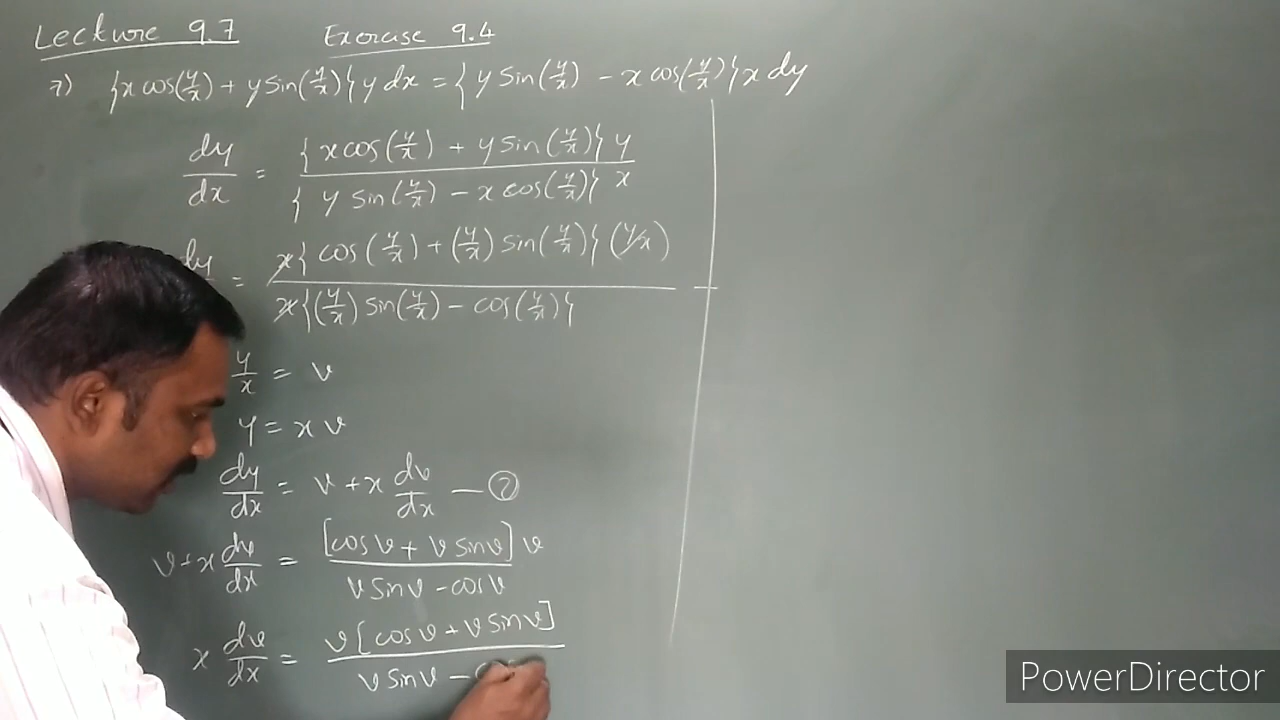 Lecture 9.7 Exercise 9.4
7) {x cos(y/x) + y sin(y/x)} y dx = {y sin(y/x) - x cos(y/x)} x dy
dy/dx = {x cos(y/x) + y sin(y/x)} y / {y sin(y/x) - x cos(y/x)} x
dy = x{cos(y/x) + (y/x) sin(y/x)} (y/x) / x{(y/x) sin(y/x) - cos(y/x)}
y/x = v
y = x v
dy/dx = v + x dv/dx — ②
v + x dv/dx = [cos v + v sin v] v / v sin v - cos v
x dv/dx = v [cos v + v sin v] / v sin v -
PowerDirector